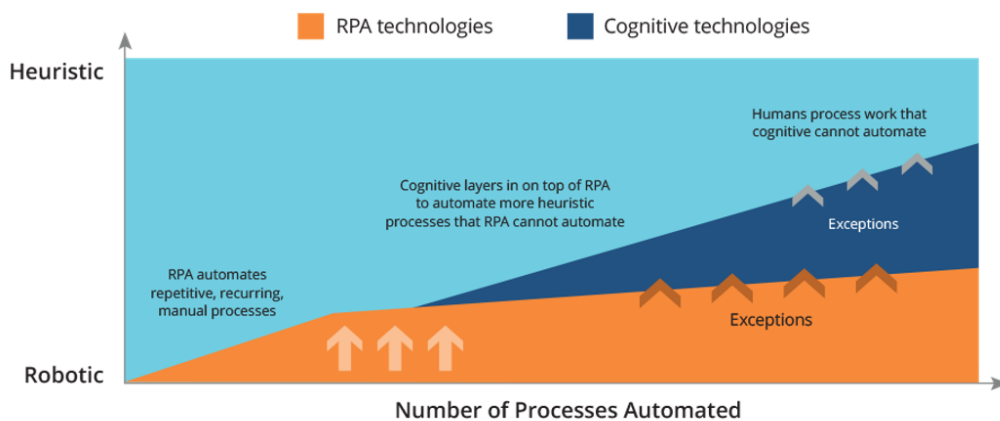 RPA technologies
Cognitive technologies
Heuristic
Humans process work that
cognitive cannot automate
Cognitive layers in on top of RPA
to automate more heuristic
processes that RPA cannot automate
Exceptions
RPA automates
repetitive, recurring,
manual processes
Exceptions
Robotic
Number of Processes Automated